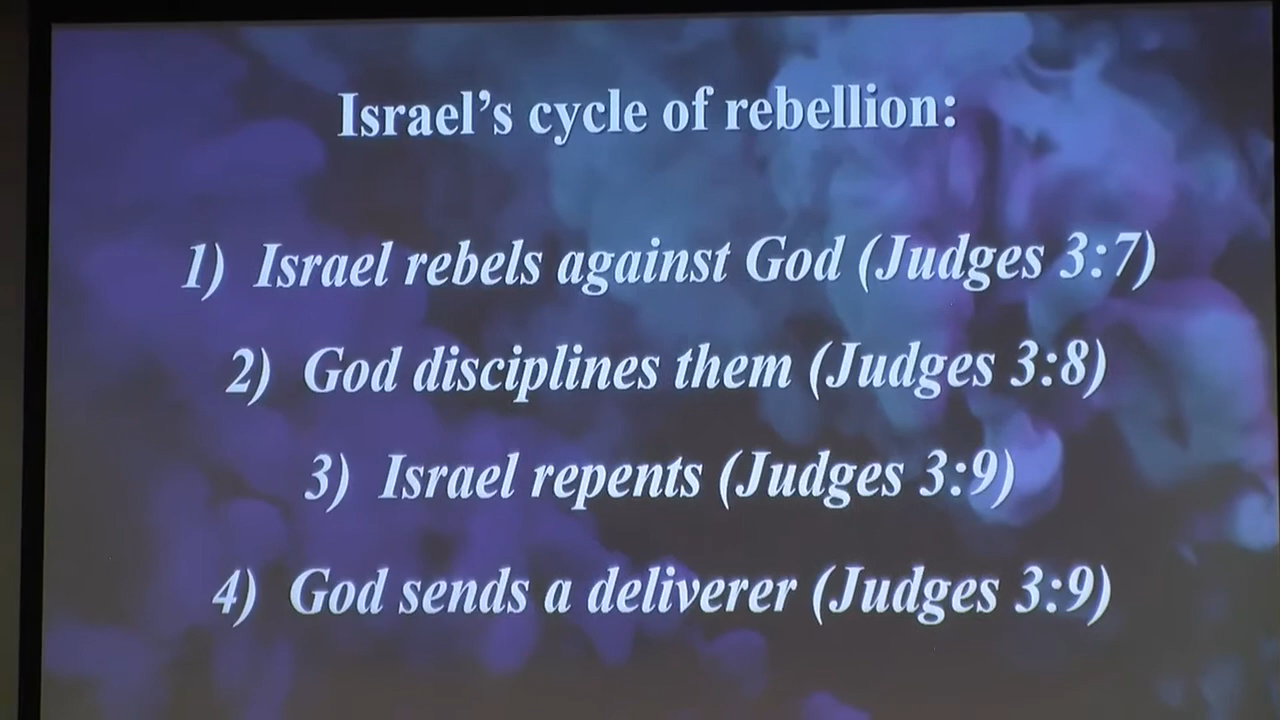 Israel’s cycle of rebellion:
1) Israel rebels against God (Judges 3:7)
2) God disciplines them (Judges 3:8)
3) Israel repents (Judges 3:9)
4) God sends a deliverer (Judges 3:9)